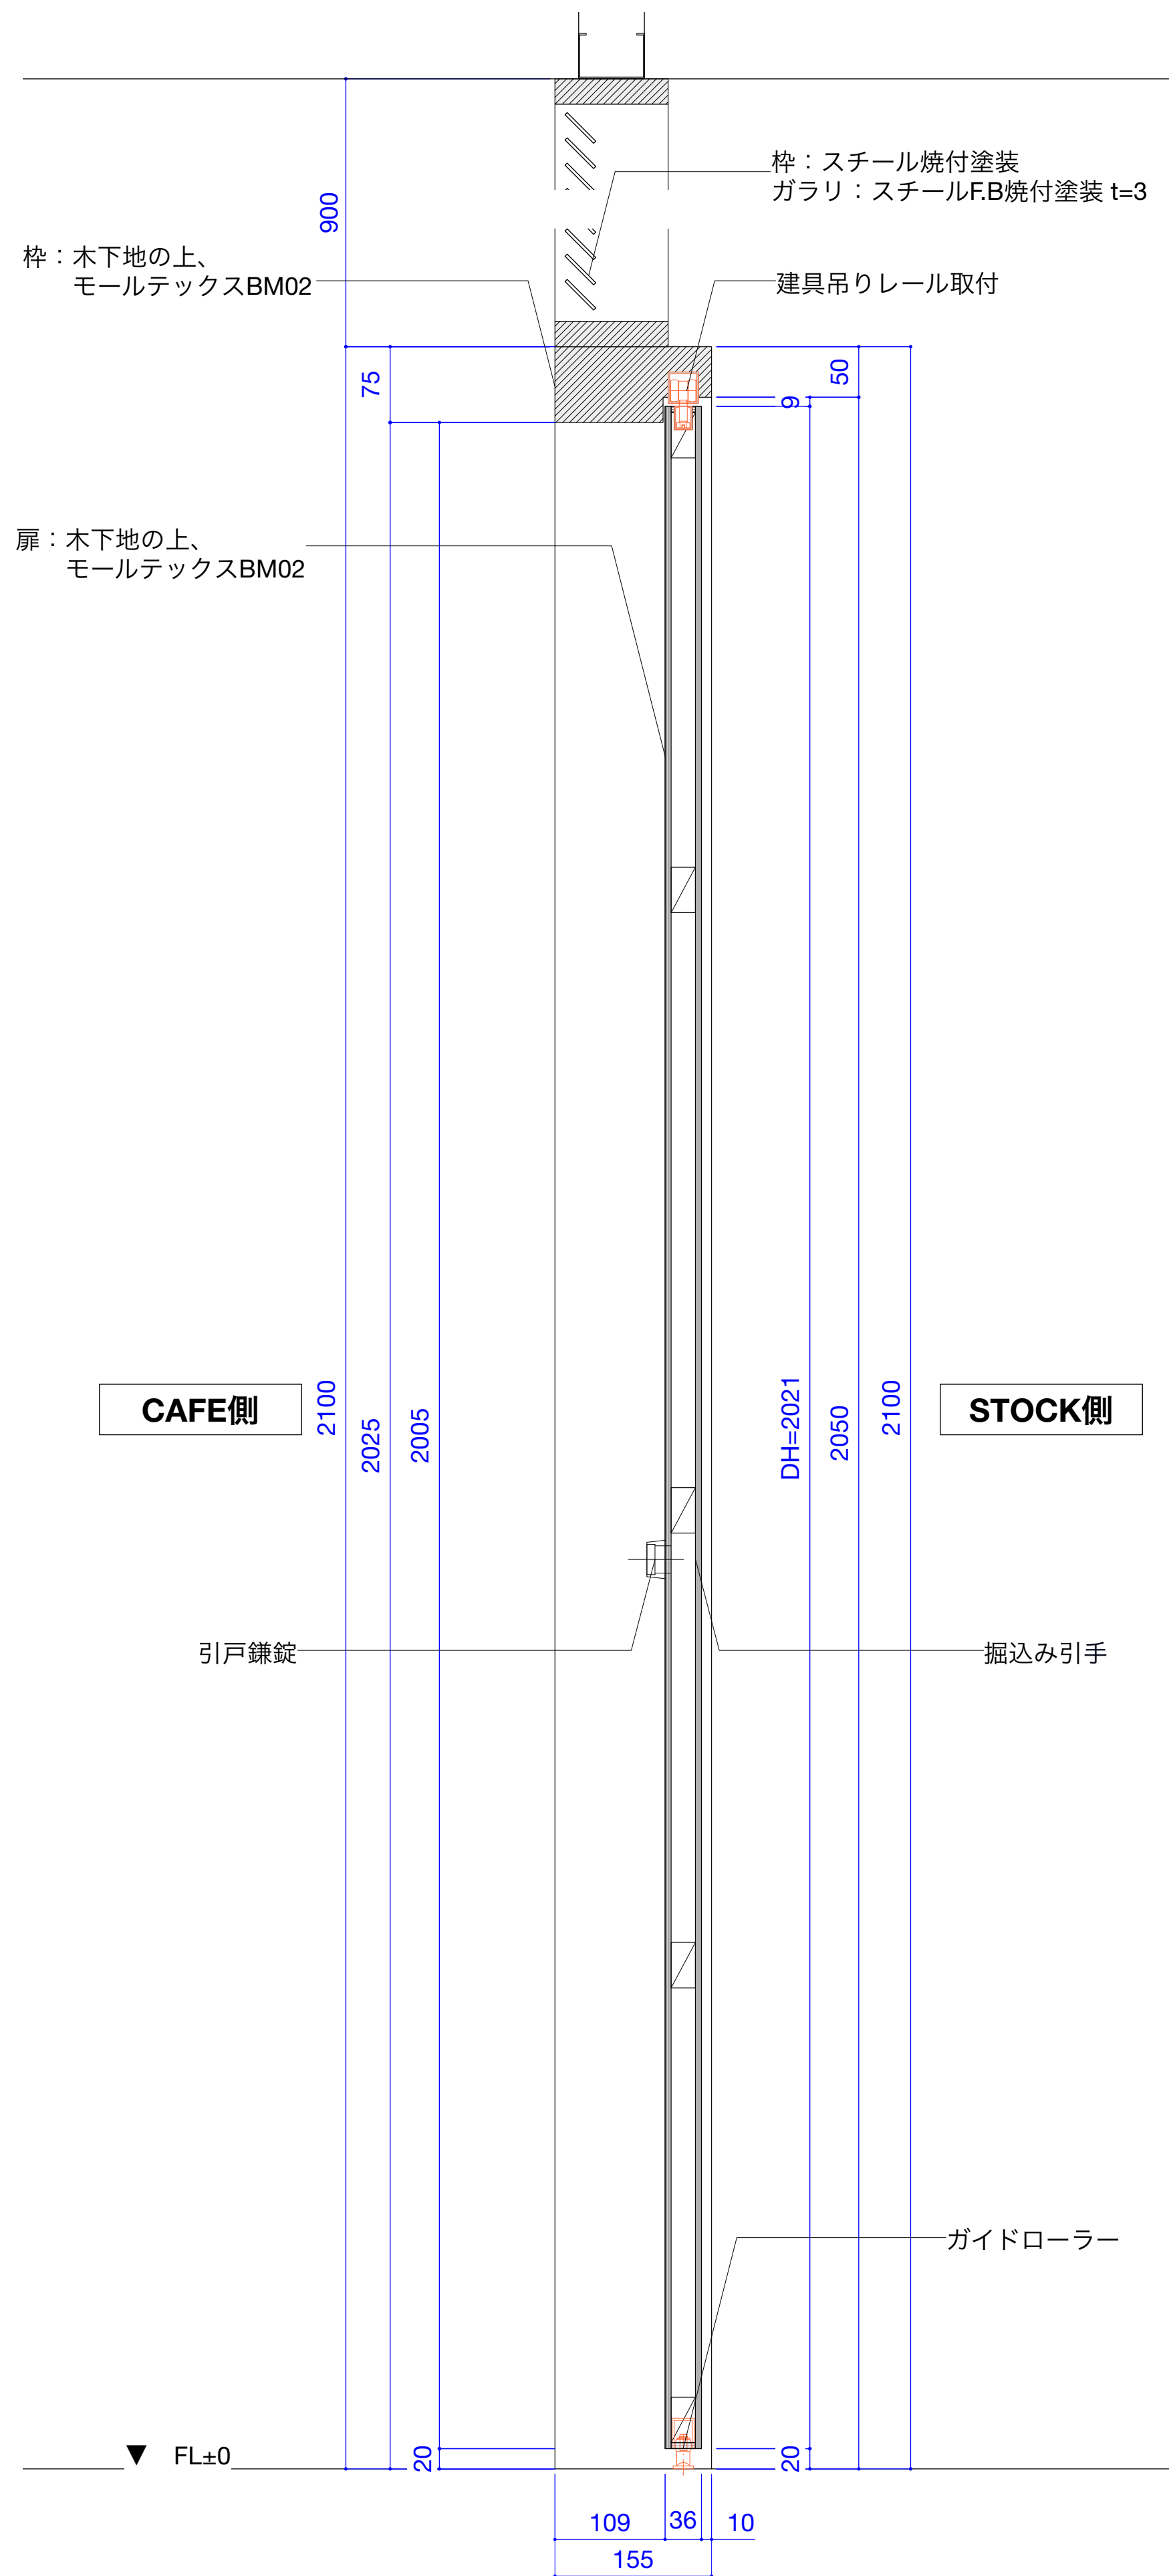 枠：スチール焼付塗装
ガラリ：スチールF.B焼付塗装 t=3
900
枠：木下地の上、
モールテックスBM02
建具吊りレール取付
75
50
9
扉：木下地の上、
モールテックスBM02
CAFE側
2100
2025
2005
DH=2021
2050
2100
STOCK側
引戸鎌錠
掘込み引手
ガイドローラー
▼ FL±0
20
20
109
36
10
155